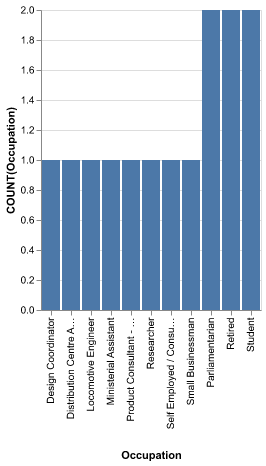 2.0
1.8
1.6
1.4
1.2
1.0
0.8
0.6
0.4
0.2
0.0
COUNT(Occupation)
Design Coordinator
Distribution Centre A…
Locomotive Engineer
Ministerial Assistant
Product Consultant - …
Researcher
Self Employed / Consu…
Small Businessman
Parliamentarian
Retired
Student
Occupation